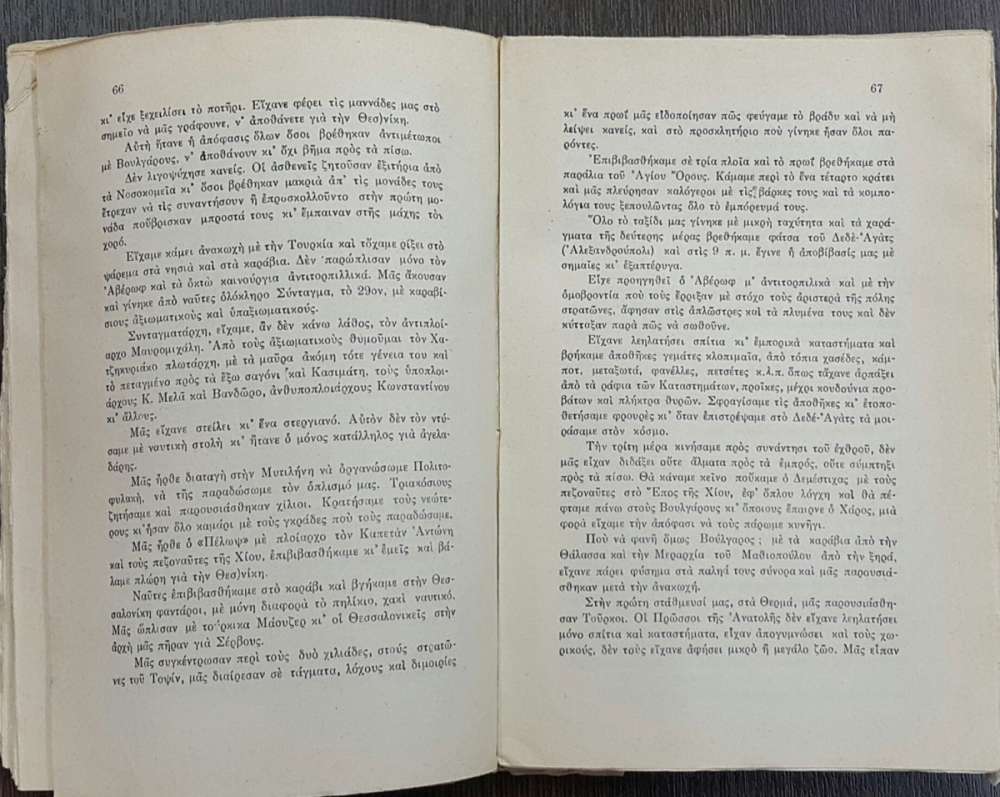 66
κι' εἶχε ξεχειλίσει τὸ ποτῆρι. Εἴχανε φέρει τὶς μαννάδες μας στὸ
σημεῖο νὰ μᾶς γράφουνε, ν' ἀποθάνετε γιὰ τὴν Θεσ)νίκη.
Αὐτὴ ἤτανε ἡ ἀπόφασις ὅλων ὅσοι βρέθηκαν ἀντιμέτωποι
μὲ Βουλγάρους, ν' ἀποθάνουν κι' ὄχι βῆμα πρὸς τὰ πίσω.
Δὲν λιγοψύχησε κανείς. Οἱ ἀσθενεῖς ζητοῦσαν ἐξιτήρια ἀπὸ
τὰ Νοσοκομεῖα κι' ὅσοι βρέθηκαν μακριὰ ἀπ' τὶς μονάδες τους
ἔτρεχαν νὰ τὶς συναντήσουν ἢ ἐπροσκολλοῦντο στὴν πρώτη μο-
νάδα ποὔβρισκαν μπροστά τους κι' ἔμπαιναν στῆς μάχης τὸν
χορό.
Εἴχαμε κάμει ἀνακωχὴ μὲ τὴν Τουρκία καὶ τὄχαμε ρίξει στὸ
ψάρεμα στὰ νησιὰ καὶ στὰ καράβια. Δὲν 'παρώπλισαν μόνο τὸν
Ἀβέρωφ καὶ τὰ ὀκτὼ καινούργια ἀντιτορπιλλικά. Μᾶς ἄκουσαν
καὶ γίνηκε ἀπὸ ναῦτες ὁλόκληρο Σύνταγμα, τὸ 29ον, μὲ καραβί-
σιους ἀξιωματικοὺς καὶ ὑπαξιωματικούς.
Συνταγματάρχη, εἴχαμε, ἂν δὲν κάνω λάθος, τὸν ἀντιπλοί-
αρχο Μαυρομιχάλη. Ἀπὸ τοὺς ἀξιωματικοὺς θυμοῦμαι τὸν Χα-
τζηκυριάκο πλωτάρχη, μὲ τὰ μαῦρα ἀκόμη τότε γένεια του καὶ
τὸ πεταγμένο πρὸς τὰ ἔξω σαγόνι καὶ Κασιμάτη, τοὺς ὑποπλοι-
άρχους Κ. Μελᾶ καὶ Βανδῶρο, ἀνθυποπλοιάρχους Κωνσταντίνου
κι' ἄλλους.
Μᾶς εἴχανε στείλει κι' ἕνα στεργιανό. Αὐτὸν δὲν τὸν ντύ-
σαμε μὲ ναυτικὴ στολὴ κι' ἤτανε ὁ μόνος κατάλληλος γιὰ ἀγελα-
δάρης.
Μᾶς ἦρθε διαταγὴ στὴν Μυτιλήνη νὰ ὀργανώσωμε Πολιτο-
φυλακή, νὰ τῆς παραδώσωμε τὸν ὁπλισμό μας. Τριακόσιους
ζητήσαμε καὶ παρουσιάσθηκαν χίλιοι. Κρατήσαμε τοὺς νεώτε-
ρους κι' ἦσαν ὅλο καμάρι μὲ τοὺς γκράδες ποὺ τοὺς παραδώσαμε.
Μᾶς ἦρθε ὁ «Πέλωψ» μὲ πλοίαρχο τὸν Καπετὰν Ἀντώνη
καὶ τοὺς πεζοναῦτες τῆς Χίου, ἐπιβιβασθήκαμε κι' ἐμεῖς καὶ βά-
λαμε πλώρη γιὰ τὴν Θεσ)νίκη.
Ναῦτες ἐπιβιβασθήκαμε στὸ καράβι καὶ βγήκαμε στὴν Θεσ-
σαλονίκη φαντάροι, μὲ μόνη διαφορὰ τὸ πηλίκιο, χακὶ ναυτικό.
Μᾶς ὥπλισαν μὲ το'ρκικα Μάουζερ κι' οἱ Θεσσαλονικεῖς στὴν
ἀρχὴ μᾶς πῆραν γιὰ Σέρβους.
Μᾶς συγκέντρωσαν περὶ τοὺς δυὸ χιλιάδες, στοὺς στρατῶ-
νες τοῦ Τοψίν, μᾶς διαίρεσαν σὲ τάγματα, λόχους καὶ διμοιρίες
67
κι' ἕνα πρωῒ μᾶς εἰδοποίησαν πὼς φεύγαμε τὸ βράδυ καὶ νὰ μὴ
λείψει κανείς, καὶ στὸ προσκλητήριο ποὺ γίνηκε ἦσαν ὅλοι πα-
ρόντες.
Ἐπιβιβασθήκαμε σὲ τρία πλοῖα καὶ τὸ πρωῒ βρεθήκαμε στὰ
παράλια τοῦ Ἁγίου Ὄρους. Κάμαμε περὶ τὸ ἕνα τέταρτο κράτει
καὶ μᾶς πλεύρησαν καλόγεροι μὲ τὶς βάρκες τους καὶ τὰ κομπο-
λόγια τους ξεπουλῶντας ὅλο τὸ ἐμπόρευμά τους.
Ὅλο τὸ ταξίδι μας γίνηκε μὲ μικρὴ ταχύτητα καὶ τὰ χαρά-
γματα τῆς δεύτερης μέρας βρεθήκαμε φάτσα τοῦ Δεδὲ-Ἀγὰτς
(Ἀλεξανδρούπολι) καὶ στὶς 9 π. μ. ἔγινε ἡ ἀποβίβασίς μας μὲ
σημαῖες κι' ἑξαπτέρυγα.
Εἶχε προηγηθεῖ ὁ Ἀβέρωφ μ' ἀντιτορπιλικὰ καὶ μὲ τὴν
ὁμοβροντία ποὺ τοὺς ἔρριξαν μὲ στόχο τοὺς ἀριστερὰ τῆς πόλης
στρατῶνες, ἄφησαν στὶς ἁπλῶστρες καὶ τὰ πλυμένα τους καὶ δὲν
κύτταξαν παρὰ πῶς νὰ σωθοῦνε.
Εἴχανε λεηλατήσει σπίτια κι' ἐμπορικὰ καταστήματα καὶ
βρήκαμε ἀποθῆκες γεμάτες κλοπιμαῖα, ἀπὸ τόπια χασέδες, κάμ-
ποτ, μεταξωτά, φανέλλες, πετσέτες κ.λ.π. ὅπως τἄχανε ἁρπάξει
ἀπὸ τὰ ράφια τῶν Καταστημάτων, προῖκες, μέχρι κουδούνια προ-
βάτων καὶ πλῆκτρα θυρῶν. Σφραγίσαμε τὶς ἀποθῆκες κι' ἐτοπο-
θετήσαμε φρουρὲς κι' ὅταν ἐπιστρέψαμε στὸ Δεδὲ-Ἀγὰτς τὰ μοι-
ράσαμε στὸν κόσμο.
Τὴν τρίτη μέρα κινήσαμε πρὸς συνάντησι τοῦ ἐχθροῦ, δὲν
μᾶς εἶχαν διδάξει οὔτε ἄλματα πρὸς τὰ ἐμπρός, οὔτε σύμπτηξι
πρὸς τὰ πίσω. Θὰ κάναμε κεῖνο ποὔκαμε ὁ Δεμέστιχας μὲ τοὺς
πεζοναῦτες στὸ Ἔπος τῆς Χίου, ἐφ' ὅπλου λόγχη καὶ θὰ πέ-
φταμε πάνω στοὺς Βουλγάρους κι' ὅποιους ἔπαιρνε ὁ Χάρος, μιὰ
φορὰ εἴχαμε τὴν ἀπόφασι νὰ τοὺς πάρωμε κυνῆγι.
Ποὺ νὰ φανῆ ὅμως Βούλγαρος; μὲ τὰ καράβια ἀπὸ τὴν
Θάλασσα καὶ τὴν Μεραρχία τοῦ Μαθιοπούλου ἀπὸ τὴν ξηρά,
εἴχανε πάρει φύσημα στὰ παληά τους σύνορα καὶ μᾶς παρουσιά-
σθηκαν μετὰ τὴν ἀνακωχή.
Στὴν πρώτη στάθμευσί μας, στὰ Θερμά, μᾶς παρουσιάσθη-
σαν Τοῦρκοι. Οἱ Πρῶσσοι τῆς Ἀνατολῆς δὲν εἴχανε λεηλατήσει
μόνο σπίτια καὶ καταστήματα, εἶχαν ἀπογυμνώσει καὶ τοὺς χω-
ρικούς, δὲν τοὺς εἴχανε ἀφήσει μικρὸ ἢ μεγάλο ζῶο. Μᾶς εἶπαν